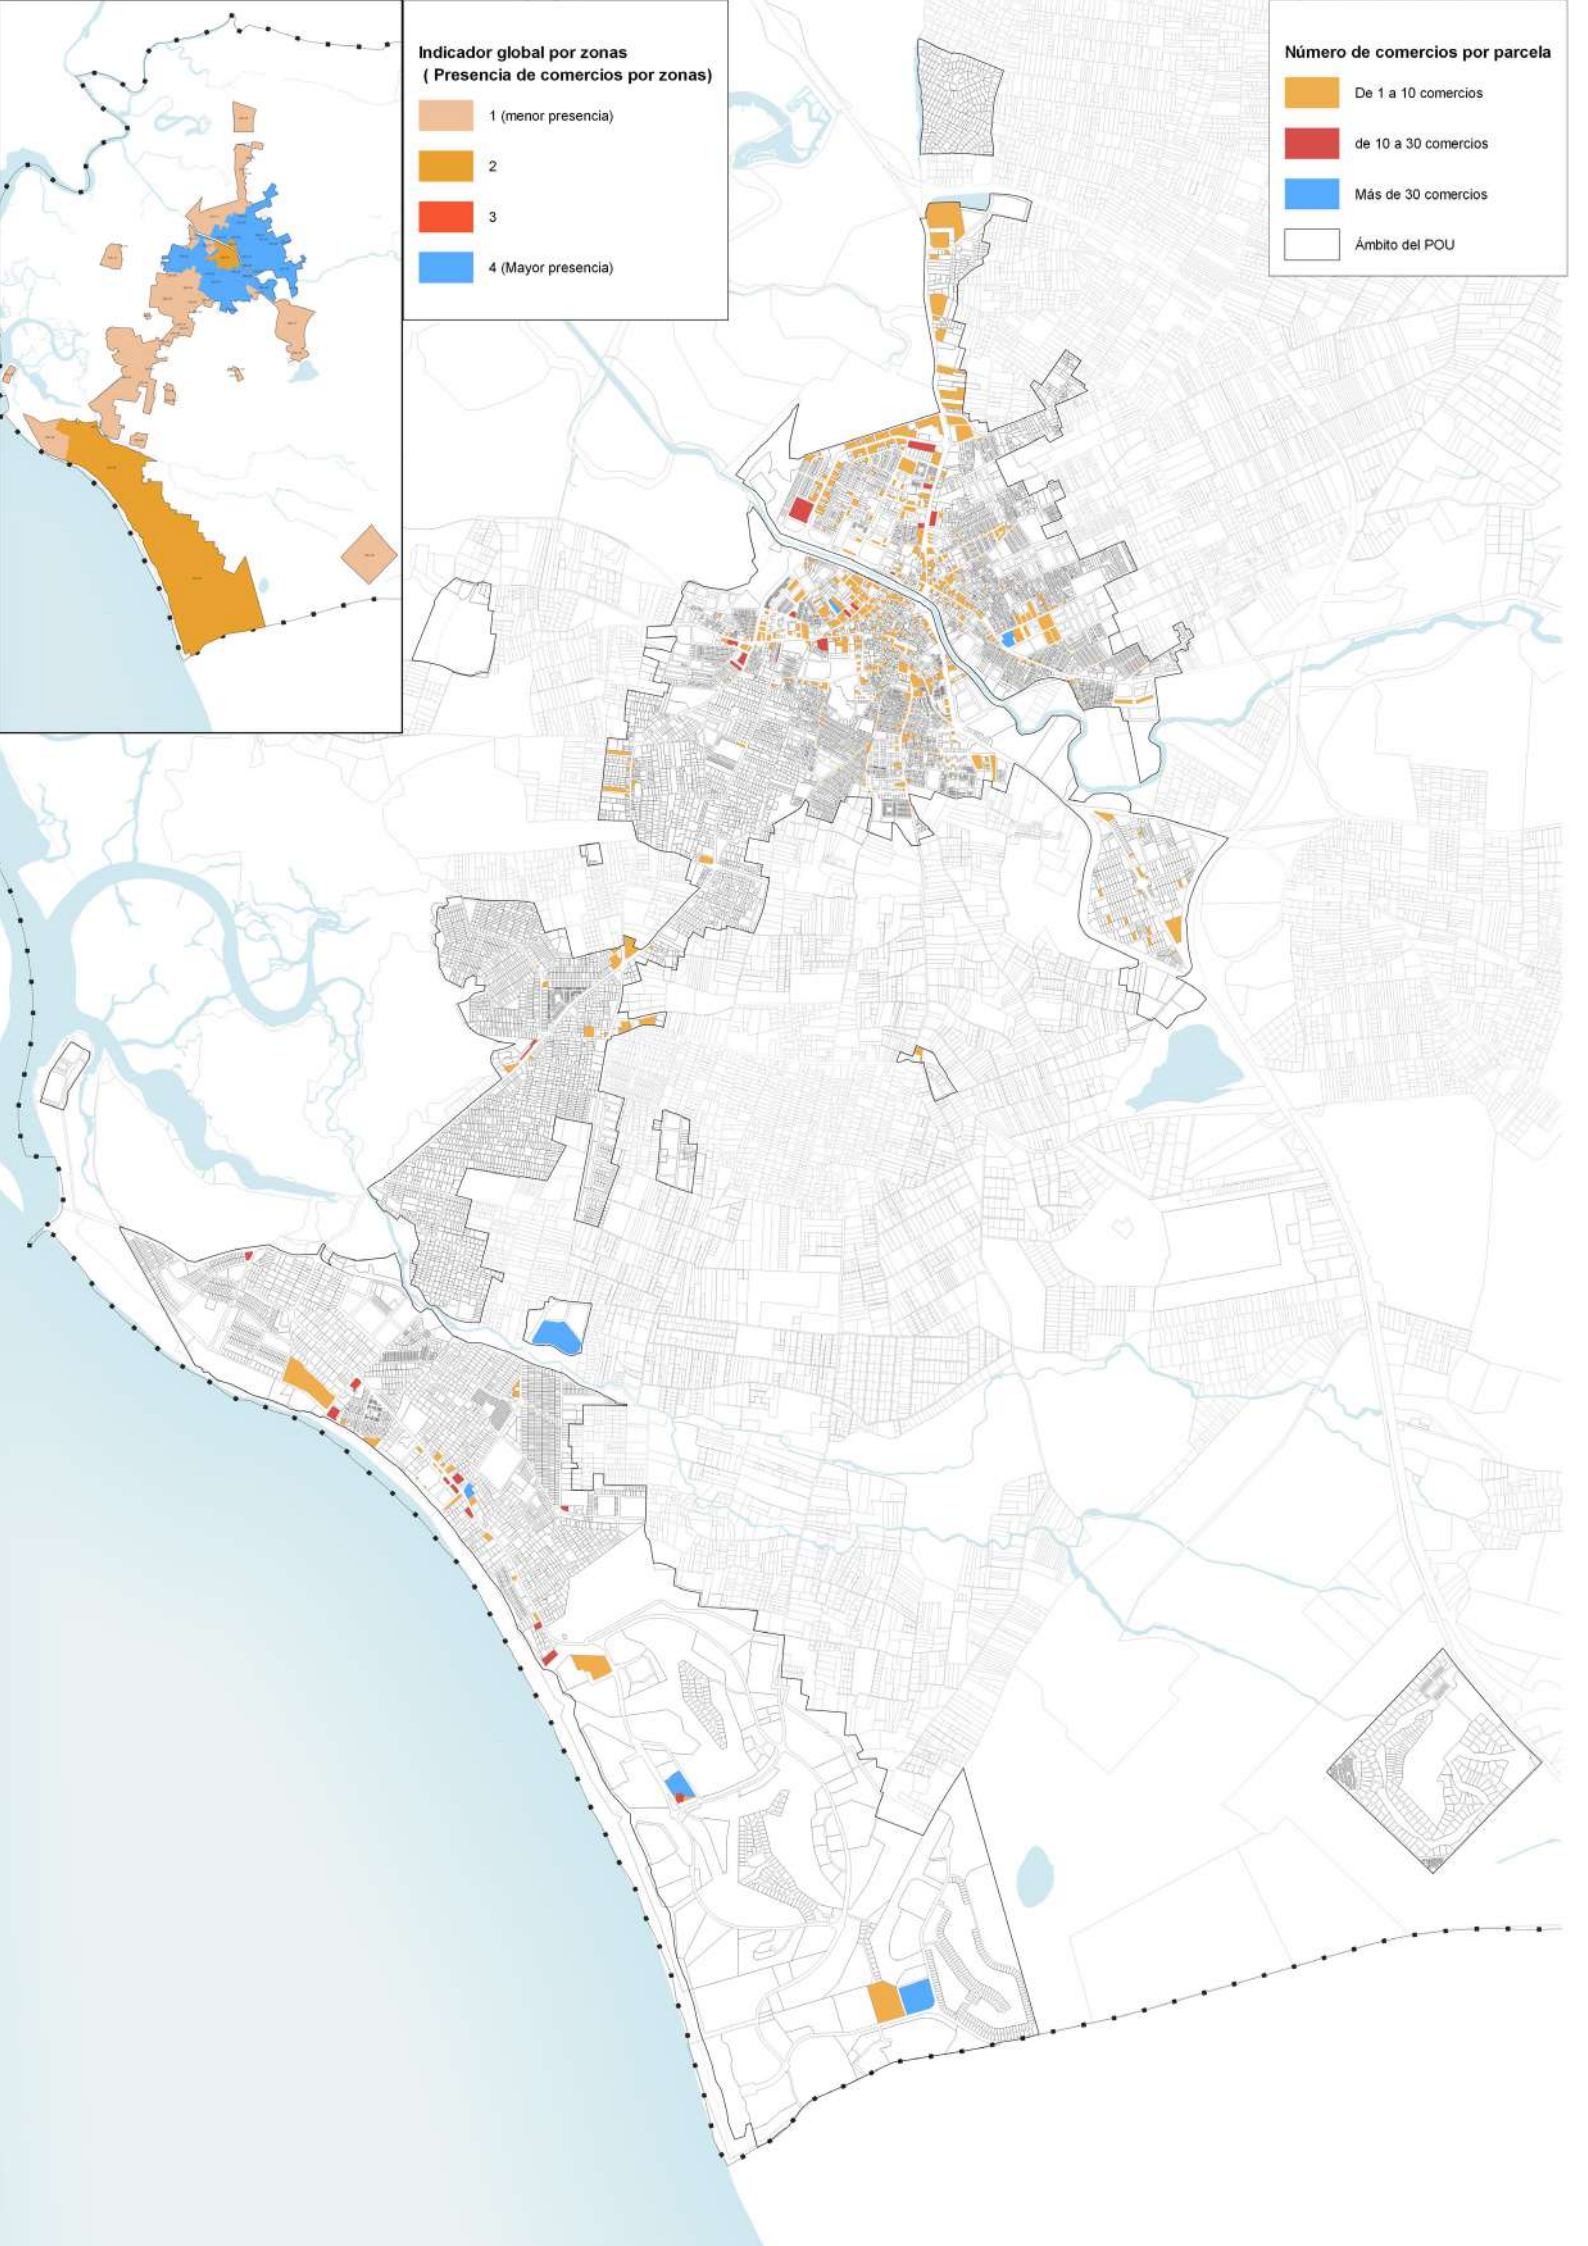 Indicador global por zonas
( Presencia de comercios por zonas)
1 (menor presencia)
2
3
4 (Mayor presencia)
Número de comercios por parcela
De 1 a 10 comercios
de 10 a 30 comercios
Más de 30 comercios
Ámbito del POU